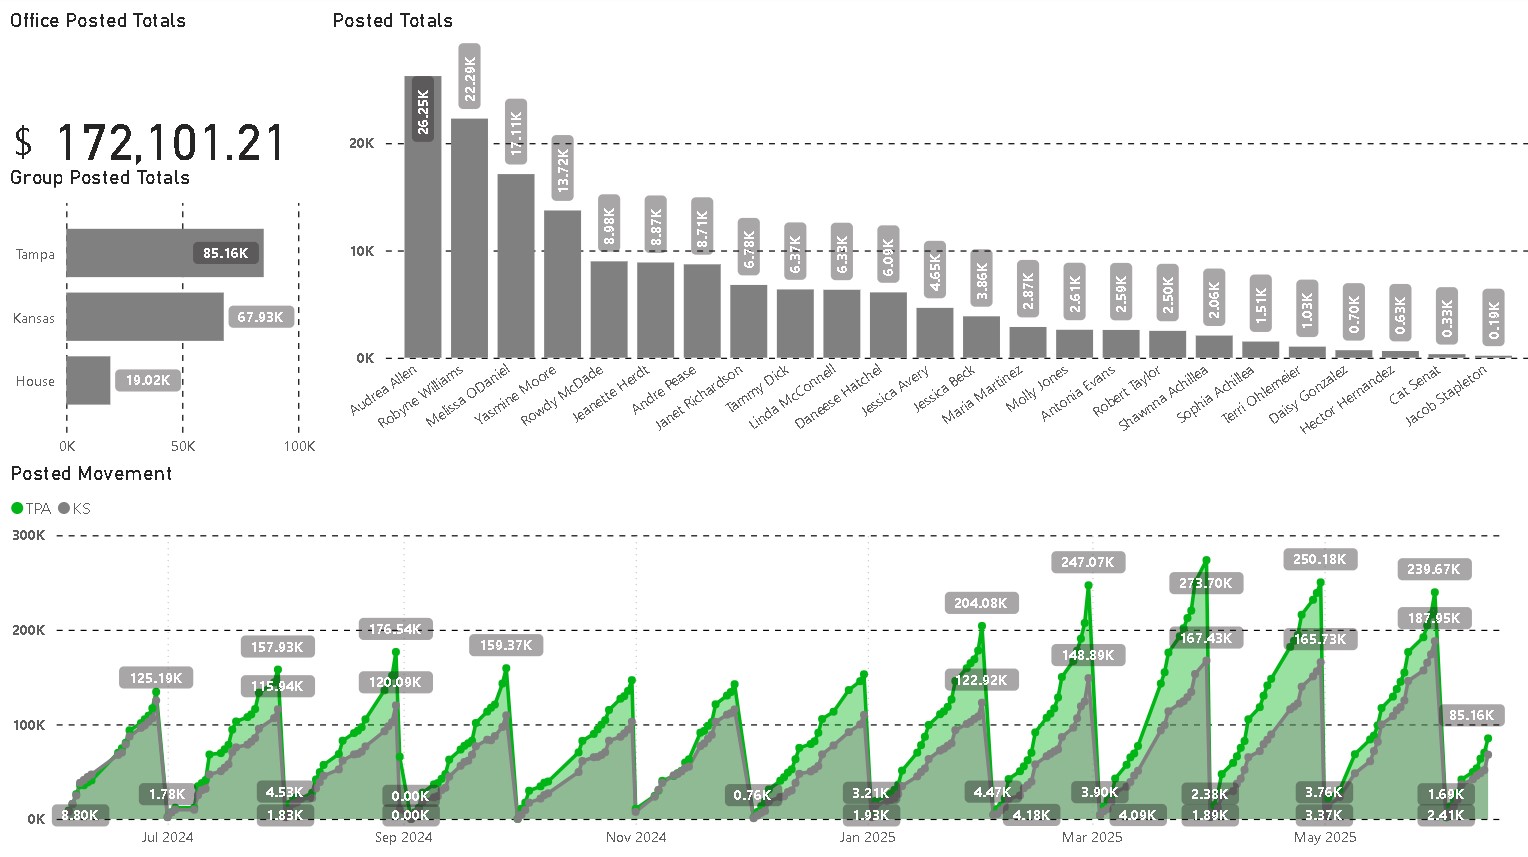 Office Posted Totals
$ 172,101.21
Group Posted Totals
Tampa 85.16K
Kansas 67.93K
House 19.02K
0K 50K 100K
Posted Totals
20K
10K
0K
26.25K 22.29K 17.11K 13.72K 8.98K 8.87K 8.71K 6.78K 6.37K 6.33K 6.09K 4.65K 3.86K 2.87K 2.61K 2.59K 2.50K 2.06K 1.51K 1.03K 0.70K 0.63K 0.33K 0.19K
Audrea Allen
Robyne Williams
Melissa ODaniel
Yasmine Moore
Rowdy McDade
Jeanette Herdt
Andre Pease
Janet Richardson
Tammy Dick
Linda McConnell
Daneese Hatchel
Jessica Avery
Jessica Beck
Maria Martinez
Molly Jones
Antonia Evans
Robert Taylor
Shawnna Achillea
Sophia Achillea
Terri Ohlemeier
Daisy Gonzalez
Hector Hernandez
Cat Senat
Jacob Stapleton
Posted Movement
TPA KS
300K
200K
100K
0K
125.19K 157.93K 176.54K 159.37K 204.08K 247.07K 273.70K 250.18K 239.67K
115.94K 120.09K 122.92K 148.89K 167.43K 165.73K 187.95K
85.16K
1.78K 4.53K 0.00K 0.76K 3.21K 4.47K 3.90K 2.38K 3.76K 1.69K
8.80K 1.83K 0.00K 1.93K 4.18K 4.09K 1.89K 3.37K 2.41K
Jul 2024 Sep 2024 Nov 2024 Jan 2025 Mar 2025 May 2025